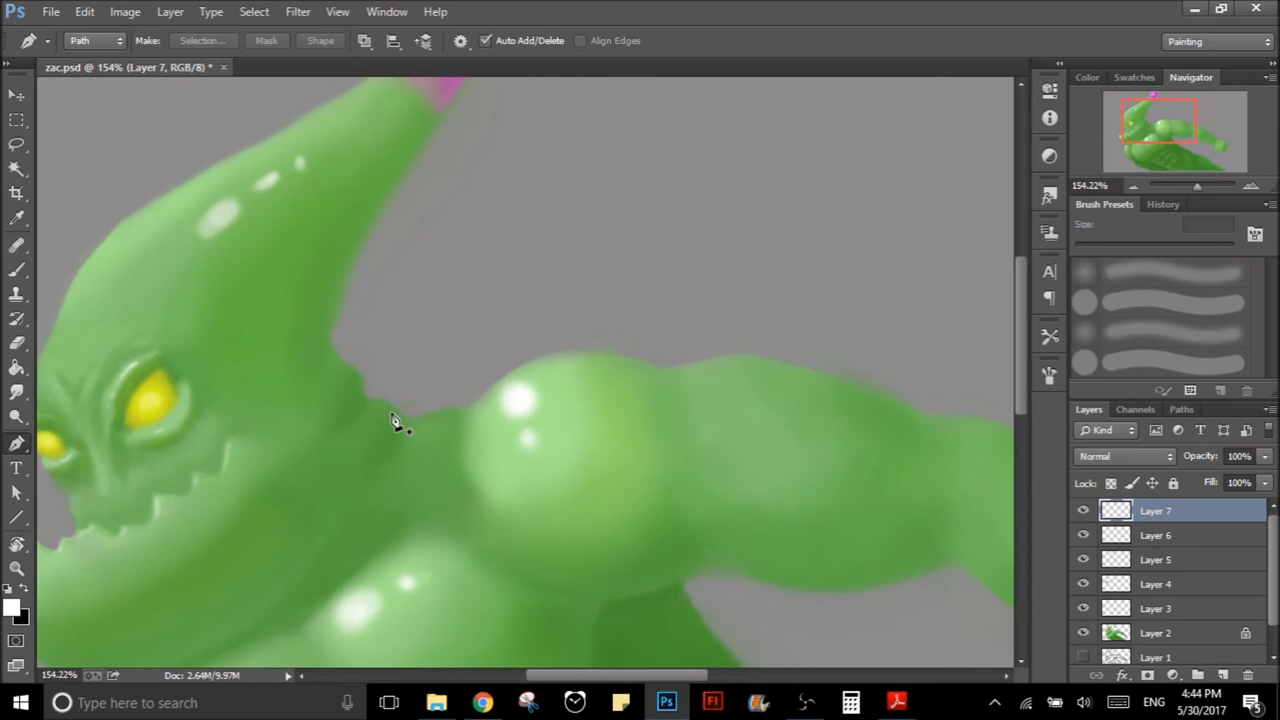 Ps File Edit Image Layer Type Select Filter View Window Help
Path Make: Selection... Mask Shape Auto Add/Delete Align Edges Painting
zac.psd @ 154% (Layer 7, RGB/8) * ×
Color Swatches Navigator
154.22%
Brush Presets History
Size:
Layers Channels Paths
Kind
Normal Opacity: 100%
Lock: Fill: 100%
Layer 7
Layer 6
Layer 5
Layer 4
Layer 3
Layer 2
Layer 1
154.22% Doc: 2.64M/9.97M
Type here to search Ps Fl ENG 4:44 PM
5/30/2017 5